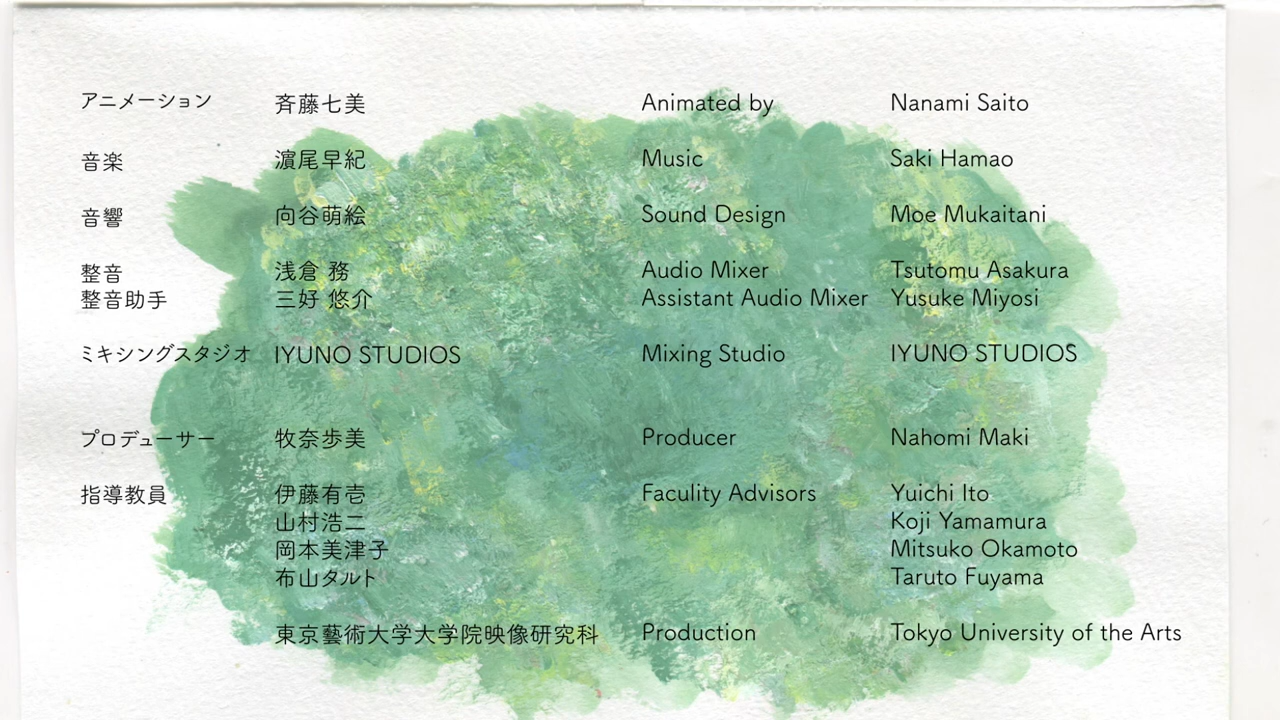 アニメーション 斉藤七美 Animated by Nanami Saito
音楽 濵尾早紀 Music Saki Hamao
音響 向谷萌絵 Sound Design Moe Mukaitani
整音 浅倉 務 Audio Mixer Tsutomu Asakura
整音助手 三好 悠介 Assistant Audio Mixer Yusuke Miyosi
ミキシングスタジオ IYUNO STUDIOS Mixing Studio IYUNO STUDIOS
プロデューサー 牧奈歩美 Producer Nahomi Maki
指導教員 伊藤有壱 Faculity Advisors Yuichi Ito
山村浩二 Koji Yamamura
岡本美津子 Mitsuko Okamoto
布山タルト Taruto Fuyama
東京藝術大学大学院映像研究科 Production Tokyo University of the Arts